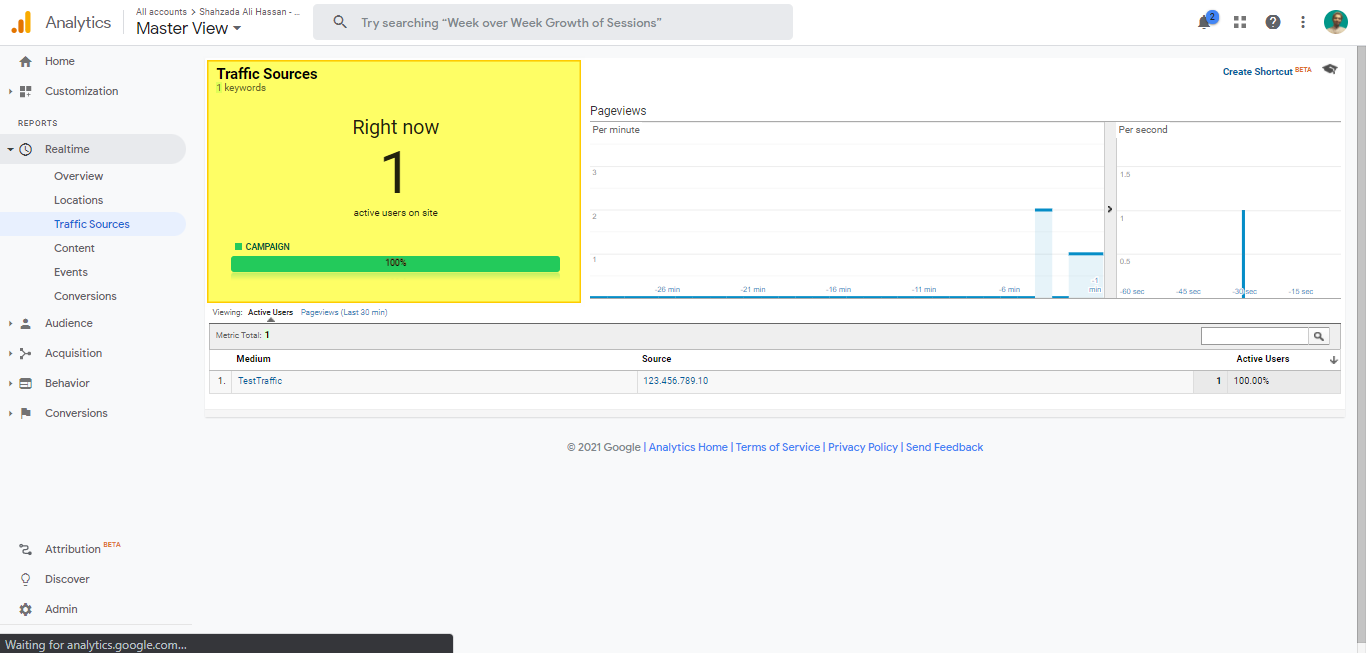 Analytics
All accounts > Shahzada Ali Hassan - ..
Master View
Try searching “Week over Week Growth of Sessions”
2
Home
Customization
REPORTS
Realtime
Overview
Locations
Traffic Sources
Content
Events
Conversions
Audience
Acquisition
Behavior
Conversions
Attribution BETA
Discover
Admin
Waiting for analytics.google.com...
Traffic Sources
1 keywords
Right now
1
active users on site
CAMPAIGN
100%
Create Shortcut BETA
Pageviews
Per minute
3
2
1
-26 min
-21 min
-16 min
-11 min
-6 min
-1 min
Per second
1.5
1
0.5
-60 sec
-45 sec
-30 sec
-15 sec
Viewing: Active Users Pageviews (Last 30 min)
Metric Total: 1
Medium Source Active Users
1. TestTraffic 123.456.789.10 1 100.00%
© 2021 Google | Analytics Home | Terms of Service | Privacy Policy | Send Feedback